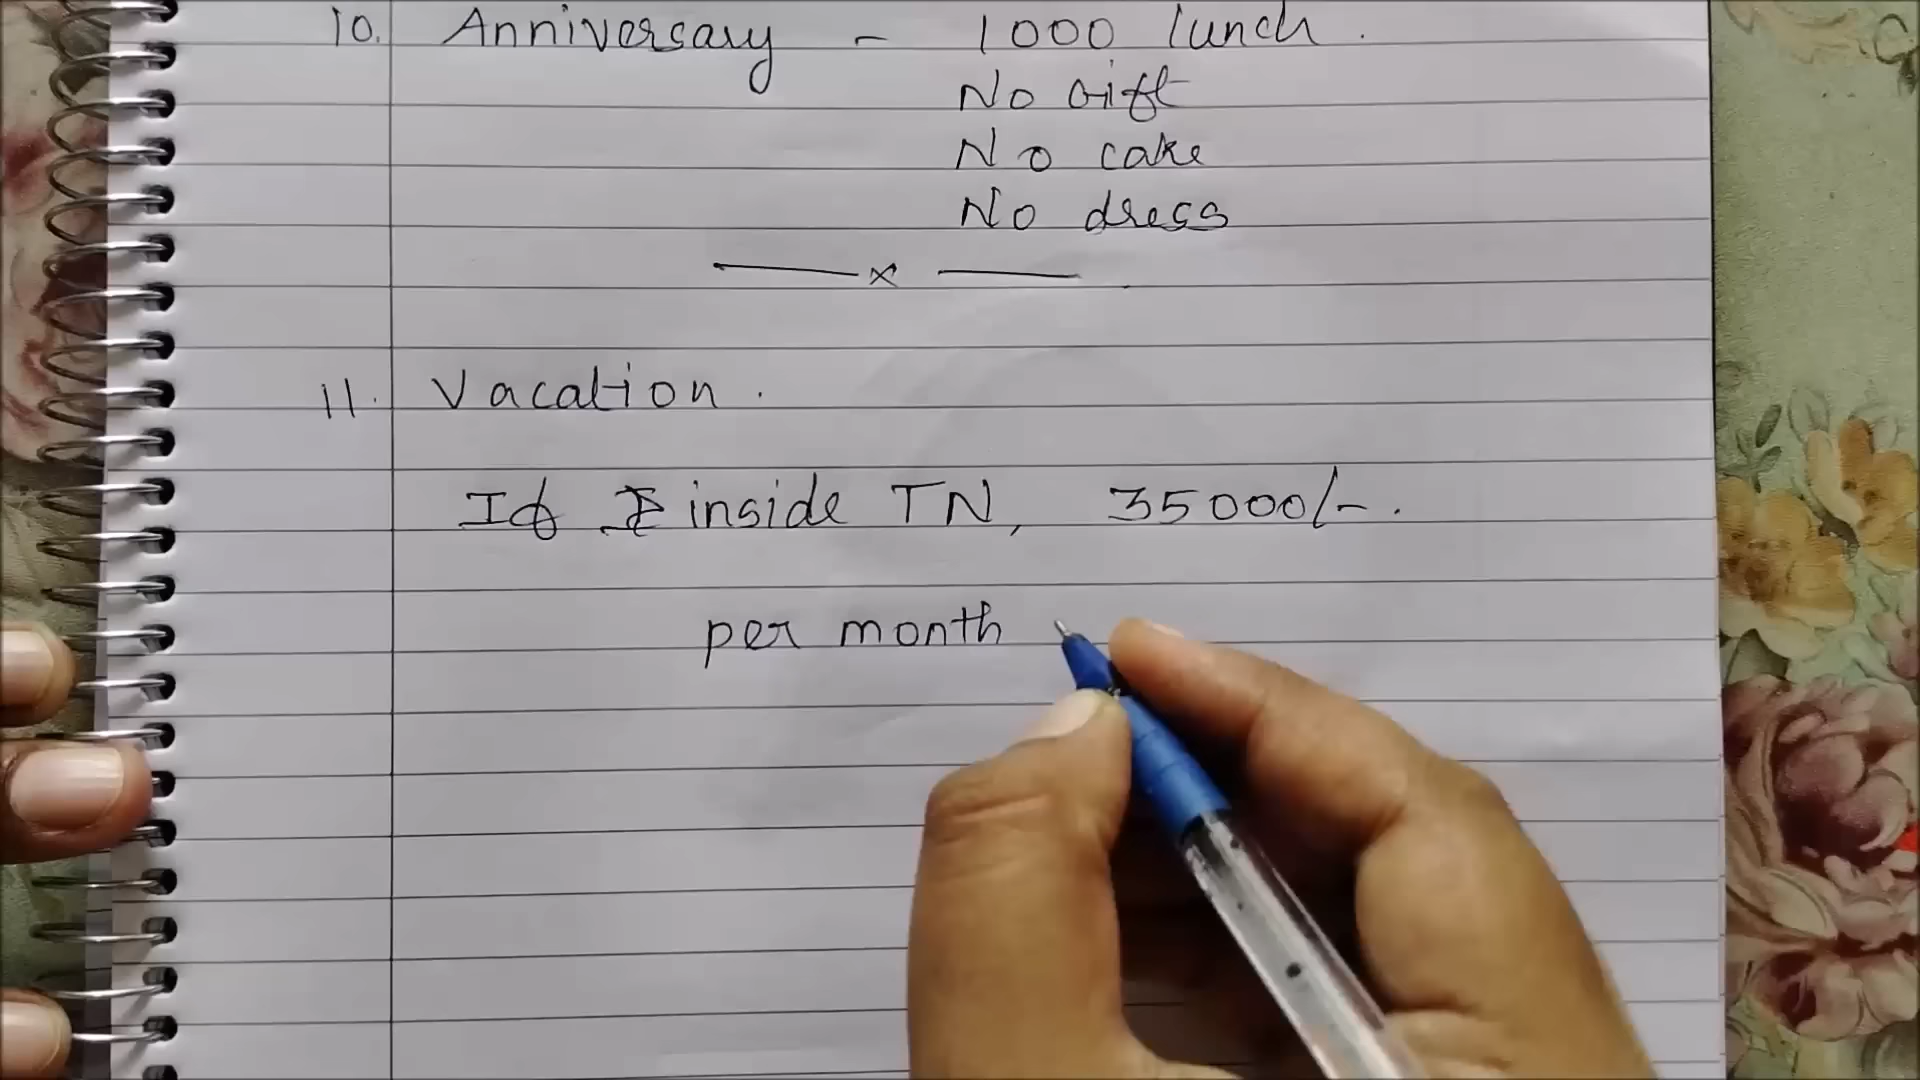 10. Anniversary - 1000 lunch.
No Gift
No cake
No dress
x
11. Vacation.
If inside TN, 35000/-.
per month